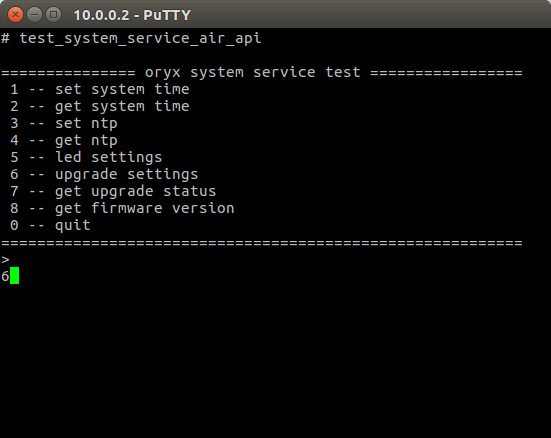 10.0.0.2 - PuTTY
# test_system_service_air_api
=============== oryx system service test =================
1 -- set system time
2 -- get system time
3 -- set ntp
4 -- get ntp
5 -- led settings
6 -- upgrade settings
7 -- get upgrade status
8 -- get firmware version
0 -- quit
==========================================================
>
6